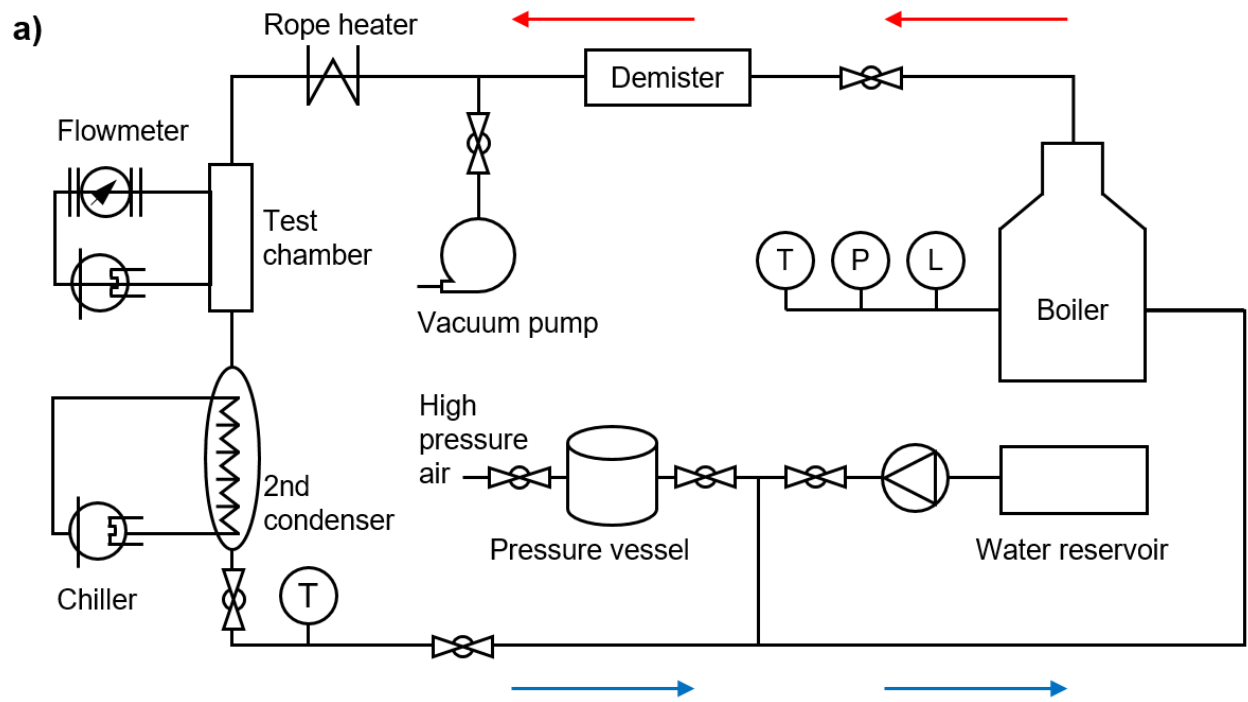 a)
Rope heater
Demister
Flowmeter
Test
chamber
T
P
L
Boiler
Vacuum pump
High
pressure
air
2nd
condenser
Pressure vessel
Water reservoir
Chiller
T